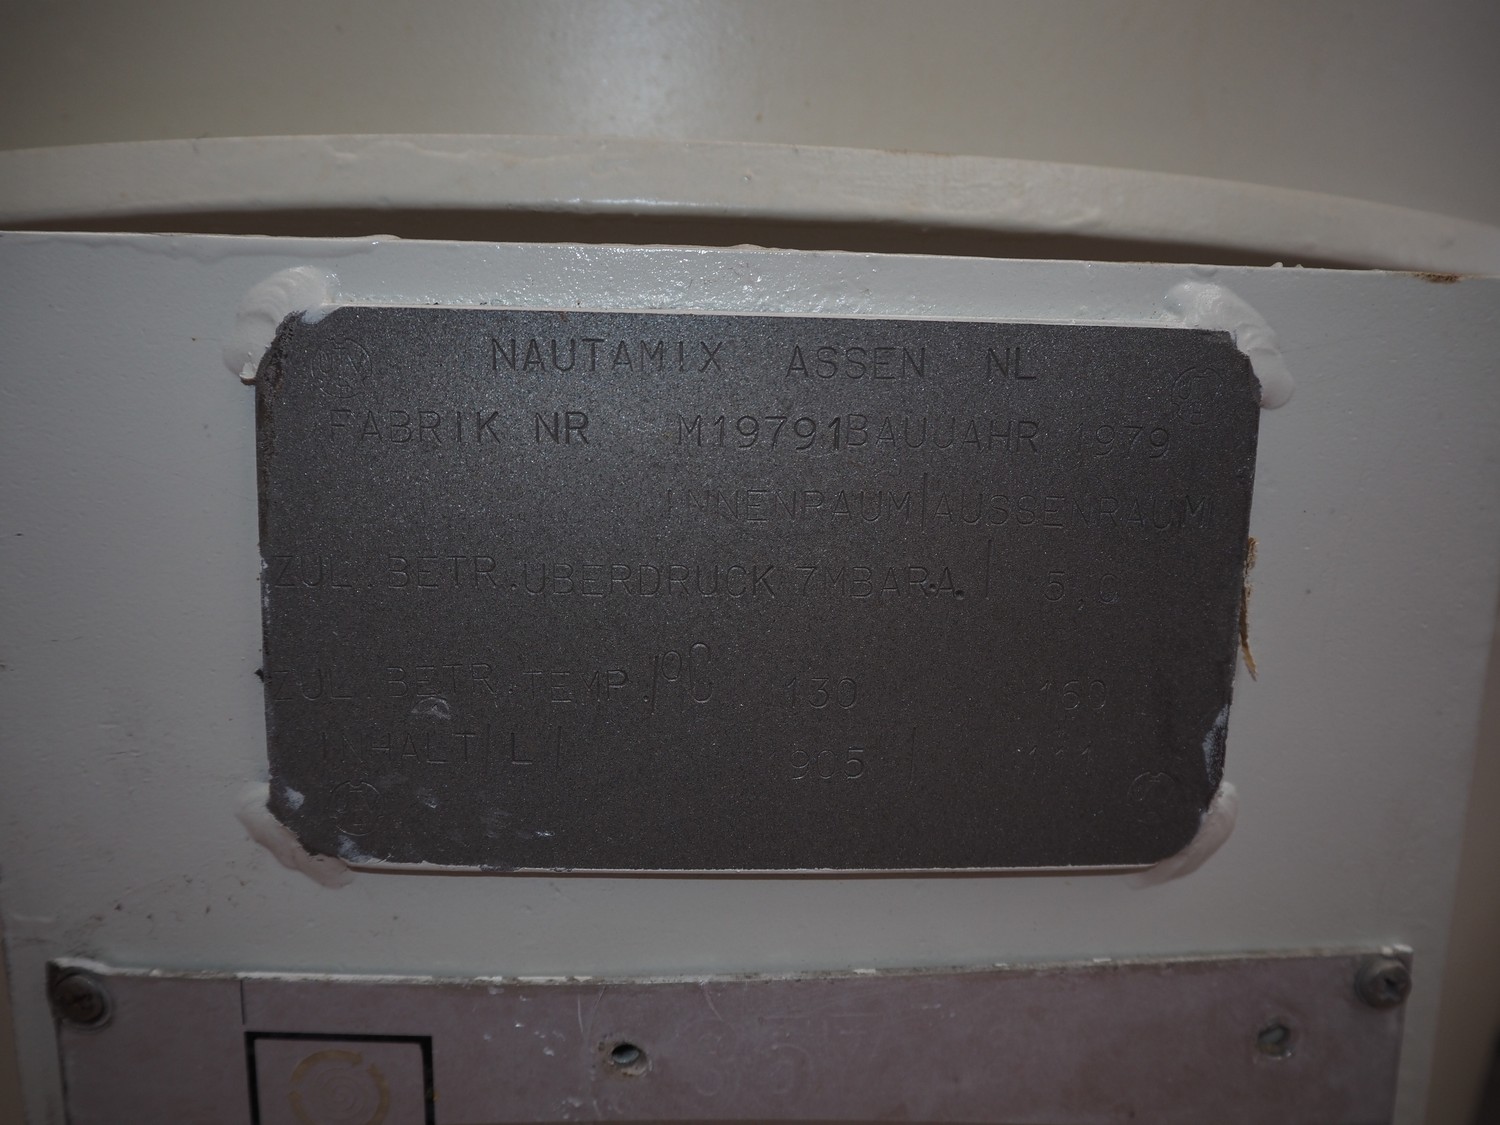 NAUTAMIX ASSEN NL
FABRIK NR M19791 BAUJAHR 1979
INNENRAUM/AUSSENRAUM
ZUL. BETR. UBERDRUCK 7MBAR.A. / 5,0
ZUL. BETR. TEMP./°C 130 160
INHALT/L/ 905 /